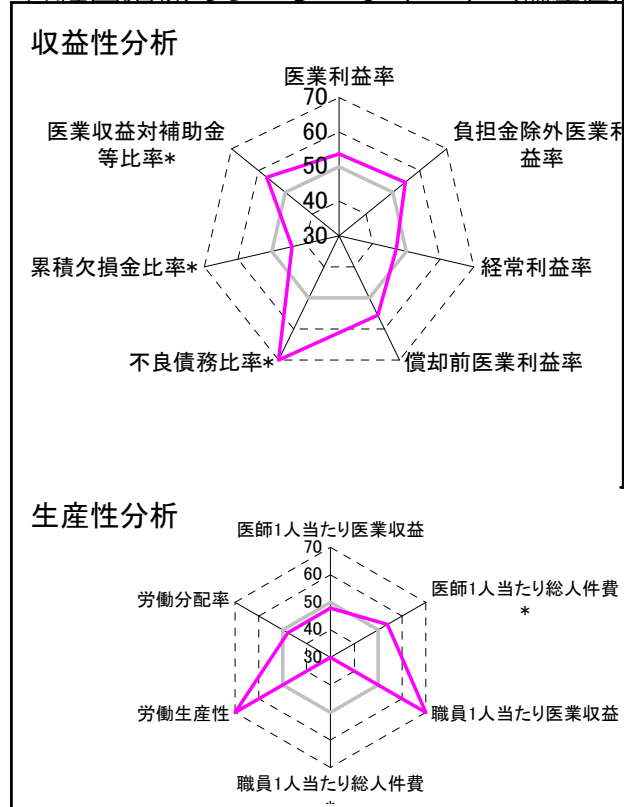 収益性分析
医業利益率
70
60
50
40
30
医業収益対補助金
等比率*
負担金除外医業利
益率
累積欠損金比率*
経常利益率
不良債務比率*
償却前医業利益率
生産性分析
医師1人当たり医業収益
70
60
50
40
30
労働分配率
医師1人当たり総人件費
*
労働生産性
職員1人当たり医業収益
職員1人当たり総人件費
*